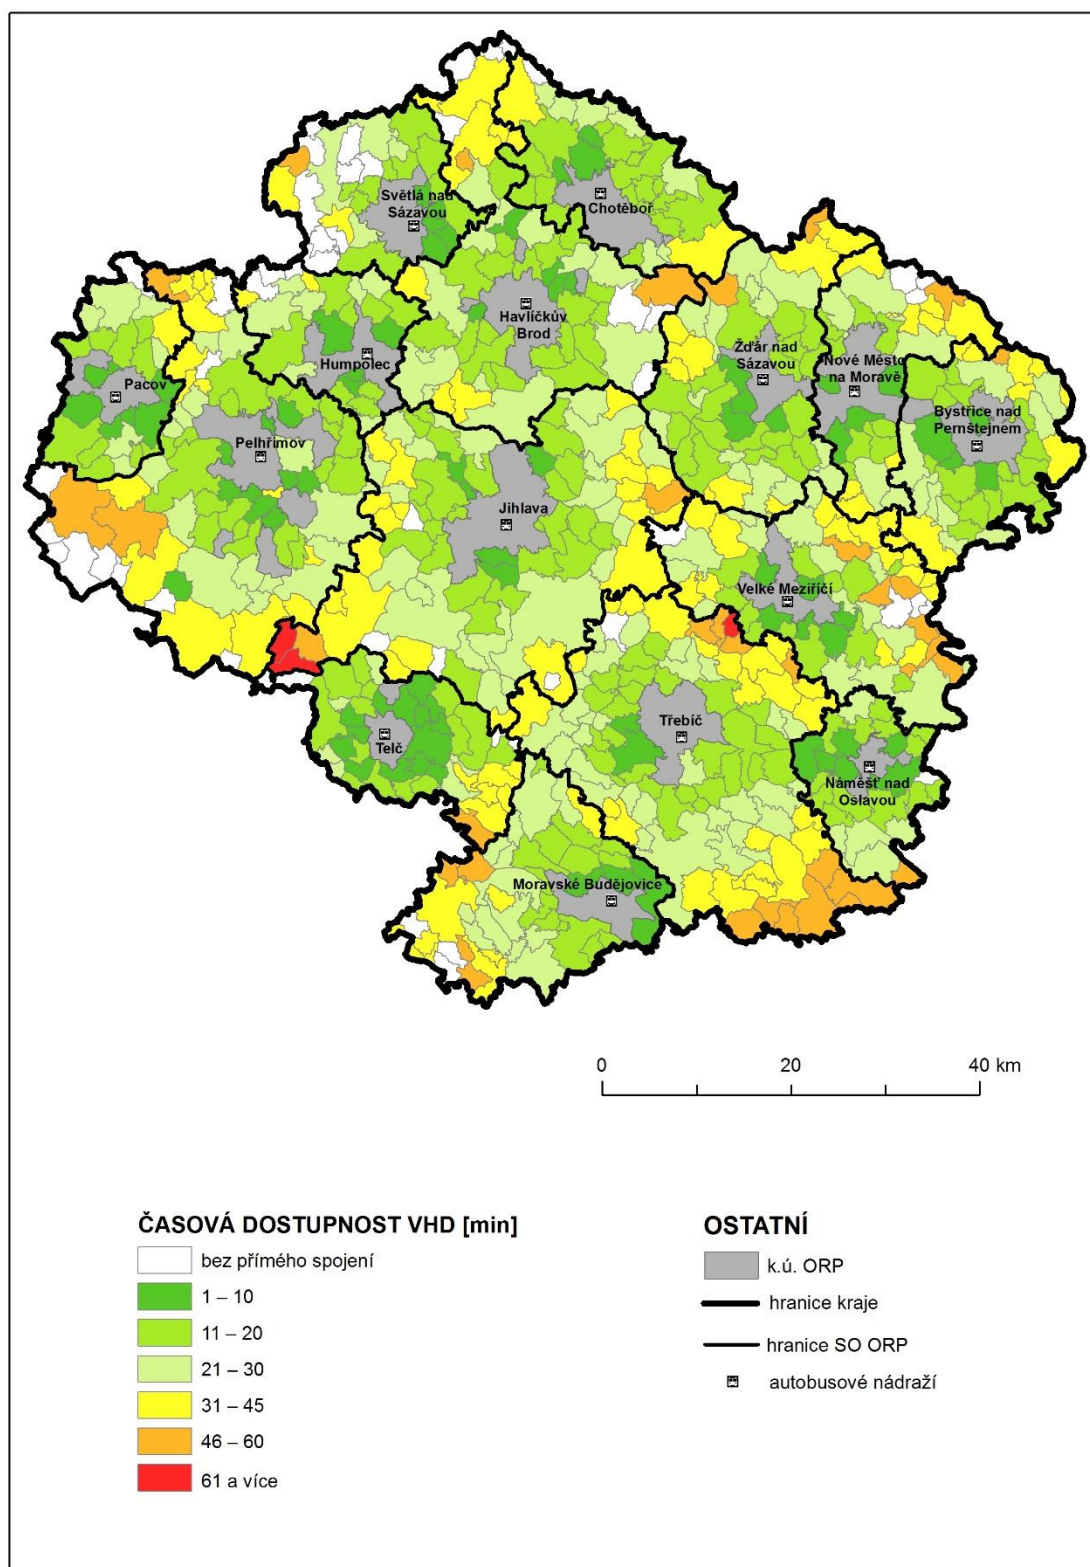 Světlá nad
Sázavou
Chotěboř
Havlíčkův
Brod
Humpolec
Pacov
Pelhřimov
Žďár nad
Sázavou
Nové Město
na Moravě
Bystřice nad
Pernštejnem
Jihlava
Velké Meziříčí
Telč
Třebíč
Náměšť nad
Oslavou
Moravské Budějovice
0 20 40 km
ČASOVÁ DOSTUPNOST VHD [min]
bez přímého spojení
1 – 10
11 – 20
21 – 30
31 – 45
46 – 60
61 a více
OSTATNÍ
k.ú. ORP
hranice kraje
hranice SO ORP
autobusové nádraží